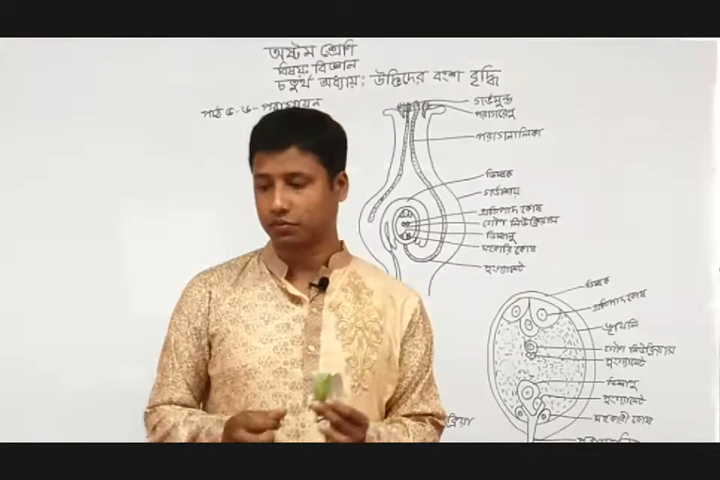 অষ্টম শ্রেণি
বিষয়: বিজ্ঞান
চতুর্থ অধ্যায়: উদ্ভিদের বংশ বৃদ্ধি
পাঠ ৫-৬- পরাগায়ন
গর্ভমুন্ড
পরাগরেণু
পরাগনালিকা
ডিম্বক
গর্ভাশয়
প্রতিপাদ কোষ
গৌণ নিউক্লিয়াস
ডিম্বাণু
সহকারি কোষ
পুংগ্যামেট
ডিম্বক
প্রতিপাদ কোষ
ভ্রূণথলি
গৌণ নিউক্লিয়াস
পুংগ্যামেট
ডিম্বাণু
পুংগ্যামেট
সহকারী কোষ